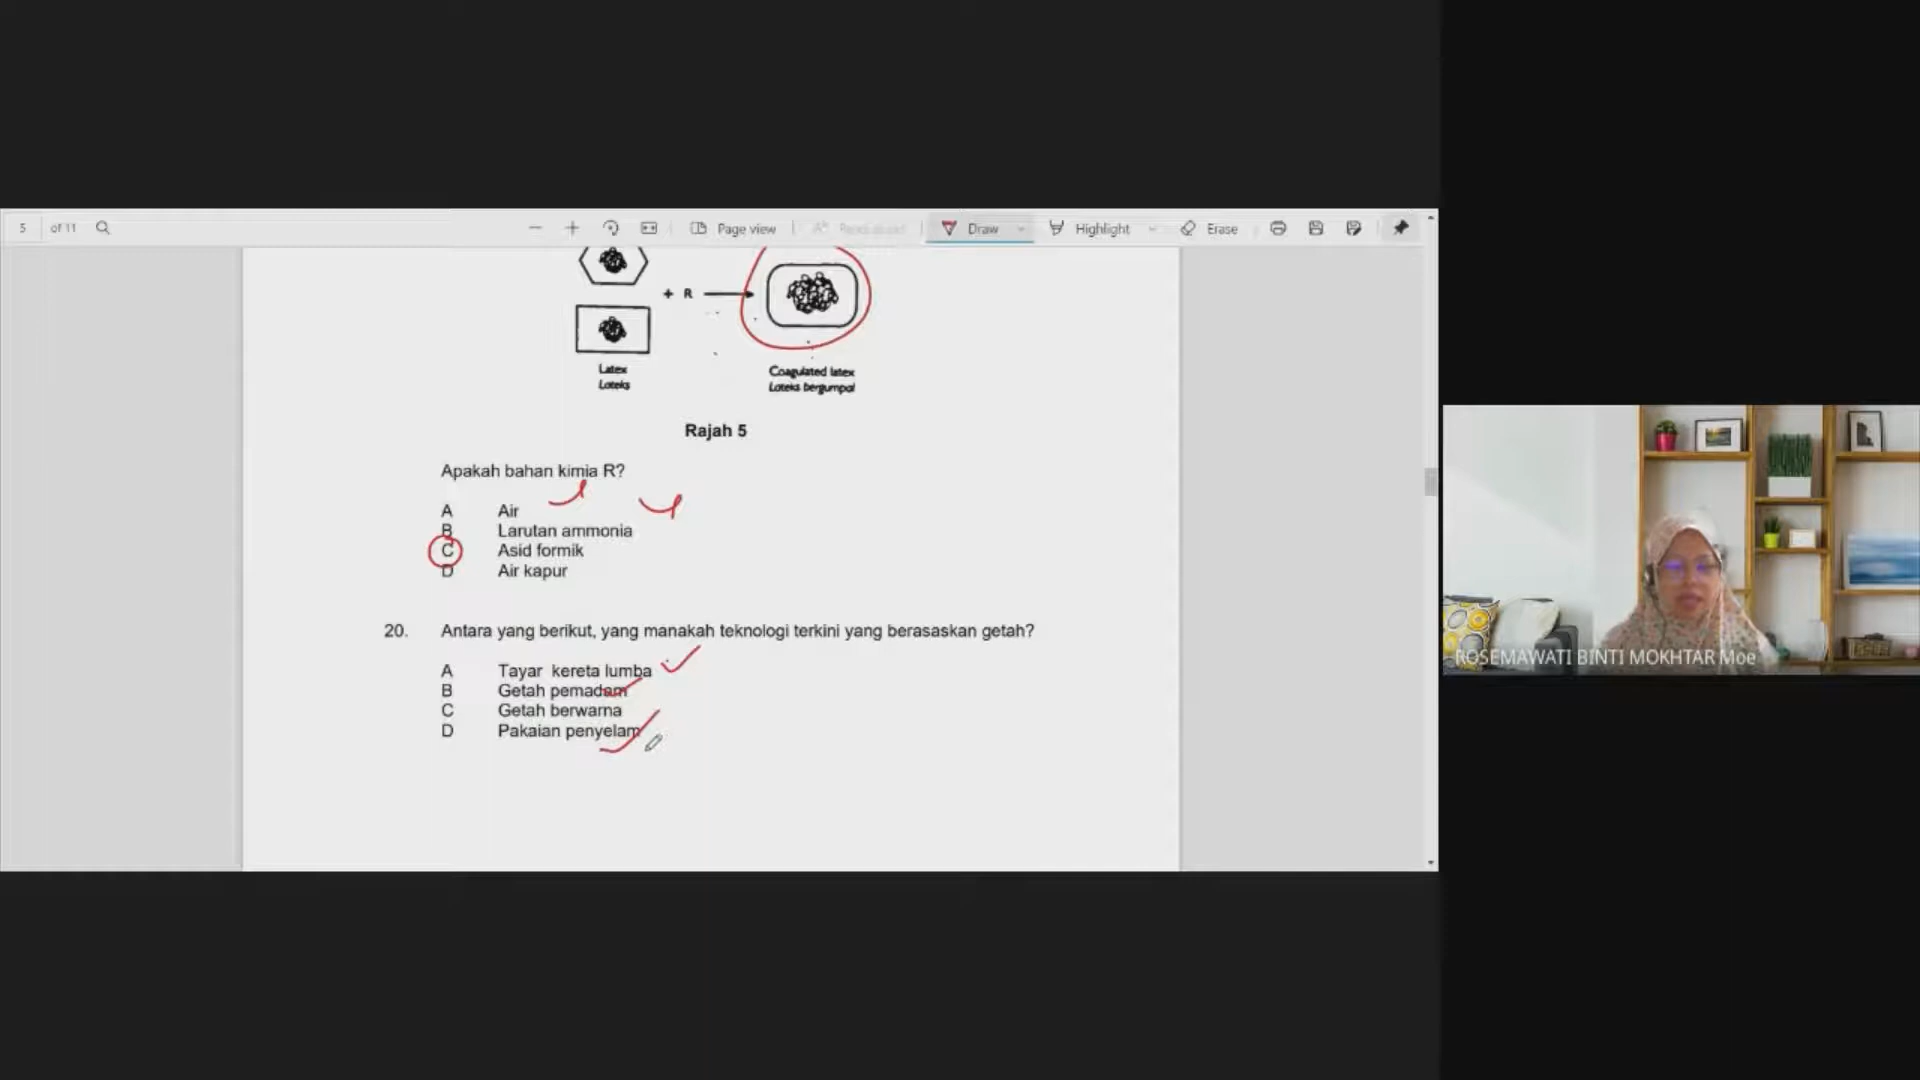 5 of 11 Page view Draw Highlight Erase
+ R
Latex
Lateks
Coagulated latex
Lateks bergumpal
Rajah 5
Apakah bahan kimia R?
A Air
B Larutan ammonia
C Asid formik
D Air kapur
20. Antara yang berikut, yang manakah teknologi terkini yang berasaskan getah?
A Tayar kereta lumba
B Getah pemadam
C Getah berwarna
D Pakaian penyelam
ROSEMAWATI BINTI MOKHTAR Moe